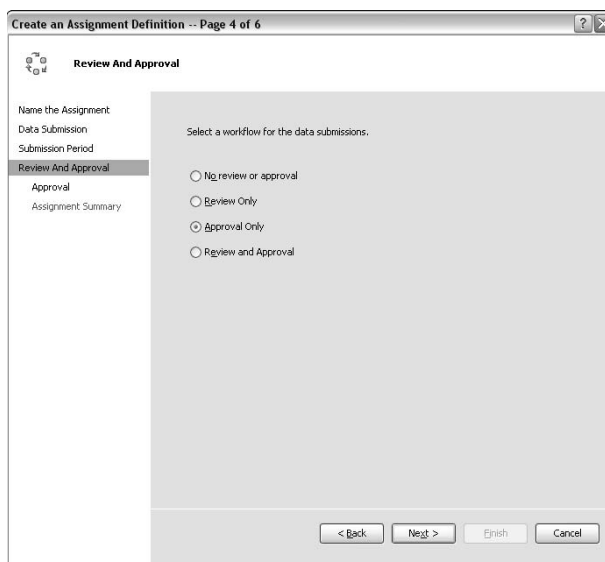 Create an Assignment Definition -- Page 4 of 6
Review And Approval
Name the Assignment
Data Submission
Submission Period
Review And Approval
Approval
Assignment Summary
Select a workflow for the data submissions.
No review or approval
Review Only
Approval Only
Review and Approval
< Back Next > Finish Cancel